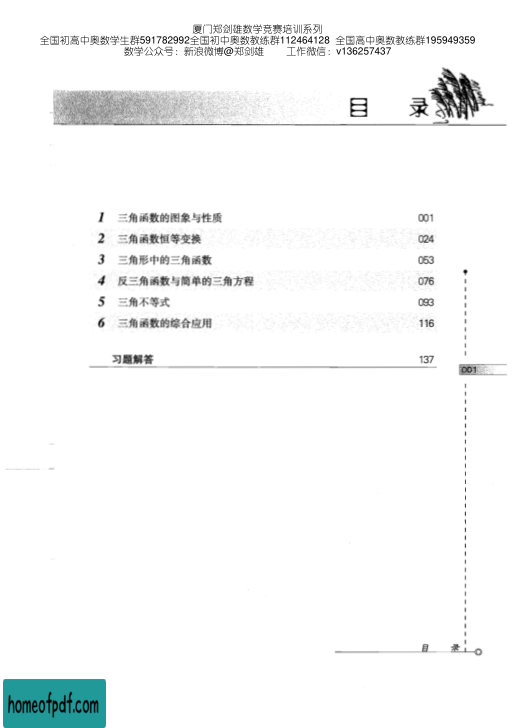 厦门郑剑雄数学竞赛培训系列
全国初高中奥数学生群591782992全国初中奥数教练群112464128 全国高中奥数教练群195949359
数学公众号：新浪微博@郑剑雄 工作微信：v136257437
目 录
1 三角函数的图象与性质 001
2 三角函数恒等变换 024
3 三角形中的三角函数 053
4 反三角函数与简单的三角方程 076
5 三角不等式 093
6 三角函数的综合应用 116
习题解答 137
001
目 录
homeofpdf.com